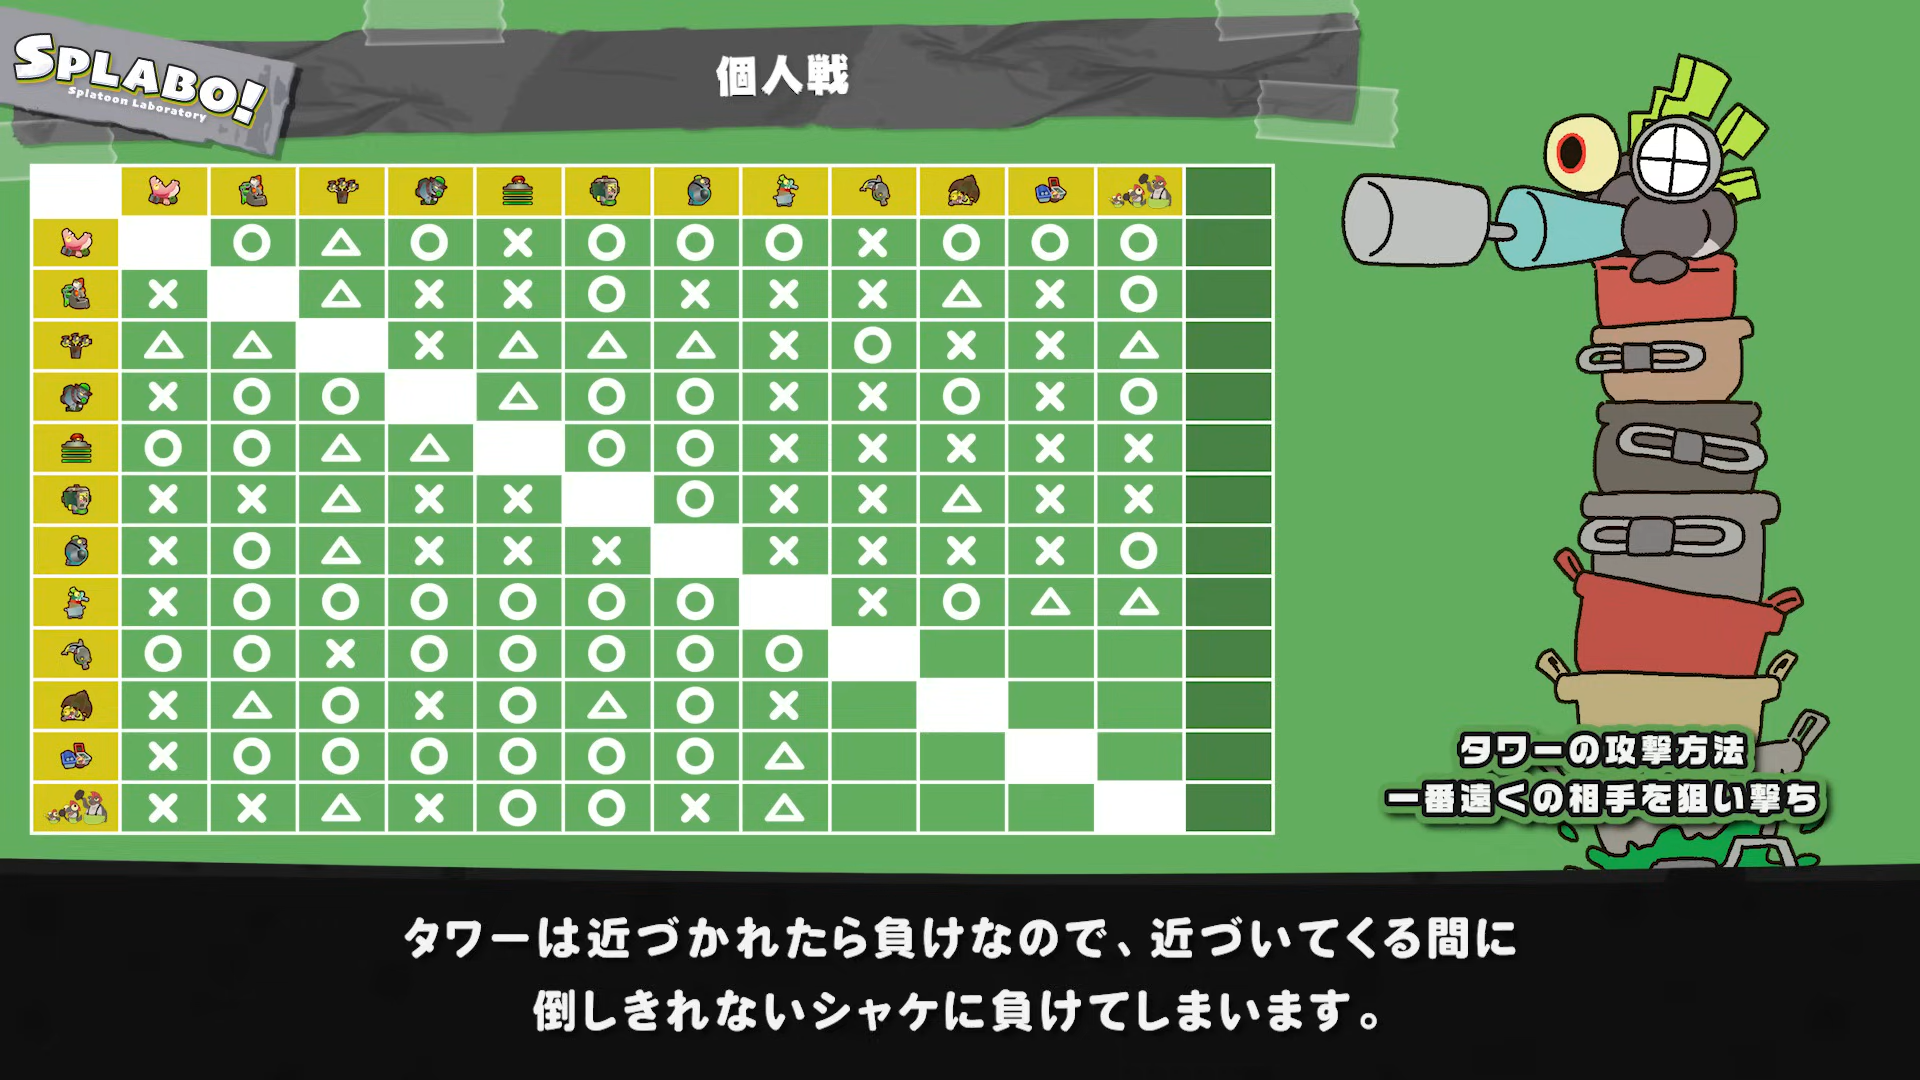 SPLABO!
Splatoon Laboratory
個人戦
○ △ ○ × ○ ○ ○ × ○ ○ ○
× △ × × ○ × × × △ × ○
△ △ × △ △ △ × ○ × × △
× ○ ○ △ ○ ○ × × ○ × ○
○ ○ △ △ ○ ○ × × × × ×
× × △ × × ○ × × △ × ×
× ○ △ × × × × × × × ○
× ○ ○ ○ ○ ○ ○ × ○ △ △
○ ○ × ○ ○ ○ ○ ○
× △ ○ × ○ △ ○ ×
× ○ ○ ○ ○ ○ ○ △
× × △ × ○ ○ × △
タワーの攻撃方法
一番遠くの相手を狙い撃ち
タワーは近づかれたら負けなので、近づいてくる間に
倒しきれないシャケに負けてしまいます。